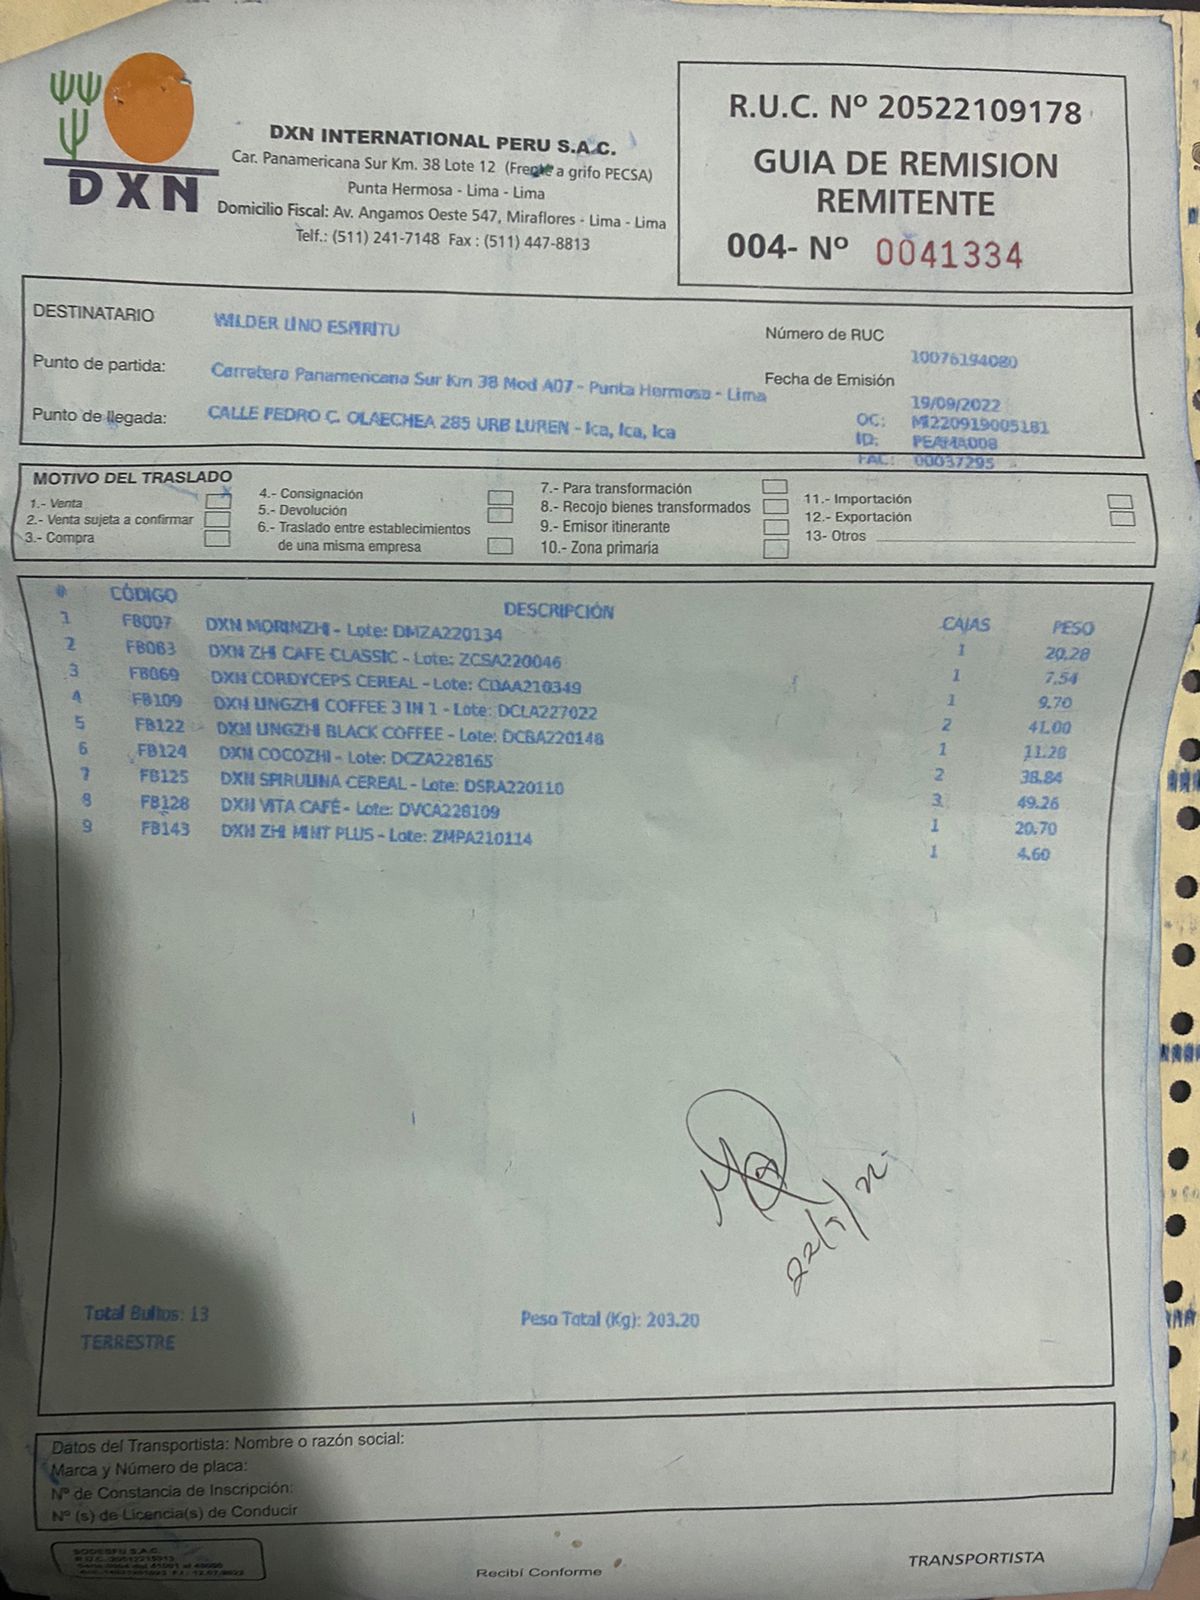 DXN
DXN INTERNATIONAL PERU S.A.C.
Car. Panamericana Sur Km. 38 Lote 12 (Frente a grifo PECSA)
Punta Hermosa - Lima - Lima
Domicilio Fiscal: Av. Angamos Oeste 547, Miraflores - Lima - Lima
Telf.: (511) 241-7148 Fax : (511) 447-8813
R.U.C. Nº 20522109178
GUIA DE REMISION
REMITENTE
004- Nº 0041334
DESTINATARIO WILDER LINO ESPIRITU
Número de RUC 10076194080
Punto de partida: Carretera Panamericana Sur Km 38 Mod A07 - Punta Hermosa - Lima
Fecha de Emisión 19/09/2022
Punto de llegada: CALLE PEDRO C. OLAECHEA 285 URB LUREN - Ica, Ica, Ica
OC: MI220919005181
ID: PEAMA008
FAC: 00037295
MOTIVO DEL TRASLADO
1.- Venta X
2.- Venta sujeta a confirmar
3.- Compra
4.- Consignación
5.- Devolución
6.- Traslado entre establecimientos
de una misma empresa
7.- Para transformación
8.- Recojo bienes transformados
9.- Emisor itinerante
10.- Zona primaria
11.- Importación
12.- Exportación
13- Otros
# CÓDIGO DESCRIPCIÓN CAJAS PESO
1 FB007 DXN MORINZHI - Lote: DMZA220134 1 20.28
2 FB063 DXN ZHI CAFE CLASSIC - Lote: ZCSA220046 1 7.54
3 FB069 DXN CORDYCEPS CEREAL - Lote: CDAA210349 1 9.70
4 FB109 DXN LINGZHI COFFEE 3 IN 1 - Lote: DCLA227022 2 41.00
5 FB122 DXN LINGZHI BLACK COFFEE - Lote: DCBA220148 1 11.28
6 FB124 DXN COCOZHI - Lote: DCZA228165 2 38.84
7 FB125 DXN SPIRULINA CEREAL - Lote: DSRA220110 3 49.26
8 FB128 DXN VITA CAFÉ - Lote: DVCA228109 1 20.70
9 FB143 DXN ZHI MINT PLUS - Lote: ZMPA210114 1 4.60
22/9/22
Total Bultos: 13
Peso Total (Kg): 203.20
TERRESTRE
Datos del Transportista: Nombre o razón social:
Marca y Número de placa:
Nº de Constancia de Inscripción:
Nº (s) de Licencia(s) de Conducir
Recibí Conforme
TRANSPORTISTA